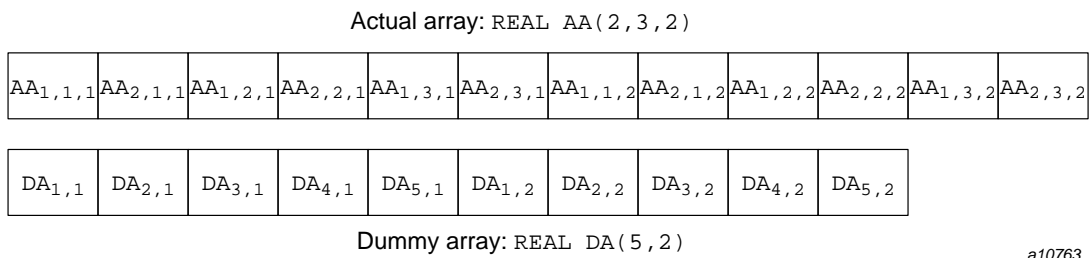 Actual array: REAL AA(2,3,2)
AA1,1,1 AA2,1,1 AA1,2,1 AA2,2,1 AA1,3,1 AA2,3,1 AA1,1,2 AA2,1,2 AA1,2,2 AA2,2,2 AA1,3,2 AA2,3,2
DA1,1 DA2,1 DA3,1 DA4,1 DA5,1 DA1,2 DA2,2 DA3,2 DA4,2 DA5,2
Dummy array: REAL DA(5,2)
a10763